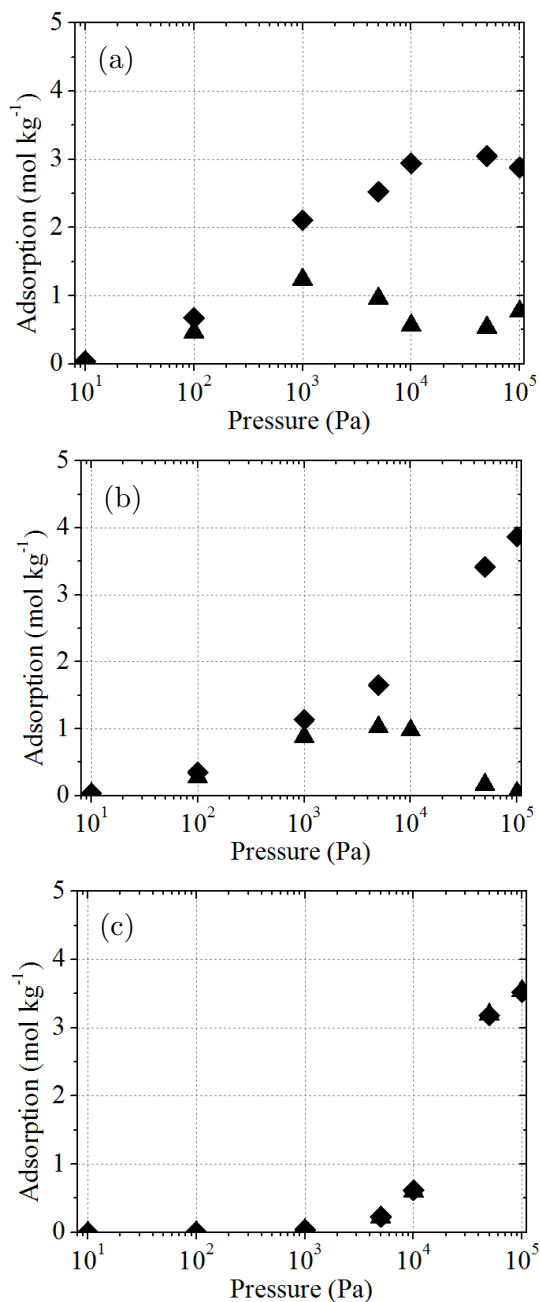 (a)
5
4
3
2
1
0
Adsorption (mol kg⁻¹)
10¹ 10² 10³ 10⁴ 10⁵
Pressure (Pa)
(b)
5
4
3
2
1
0
Adsorption (mol kg⁻¹)
10¹ 10² 10³ 10⁴ 10⁵
Pressure (Pa)
(c)
5
4
3
2
1
0
Adsorption (mol kg⁻¹)
10¹ 10² 10³ 10⁴ 10⁵
Pressure (Pa)